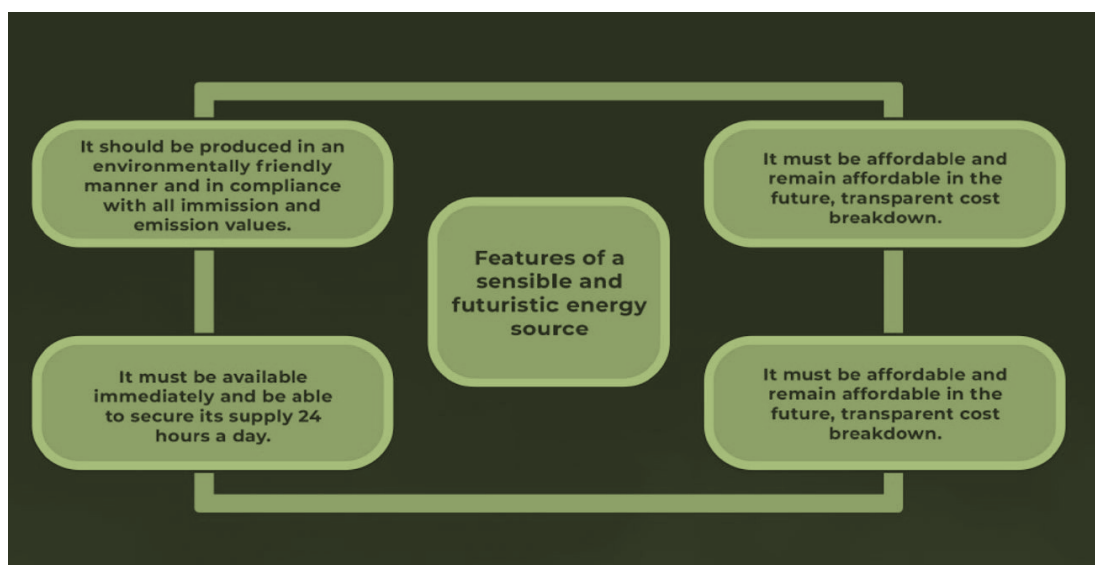 It should be produced in an
environmentally friendly
manner and in compliance
with all immission and
emission values.
It must be affordable and
remain affordable in the
future, transparent cost
breakdown.
Features of a
sensible and
futuristic energy
source
It must be available
immediately and be able
to secure its supply 24
hours a day.
It must be affordable and
remain affordable in the
future, transparent cost
breakdown.